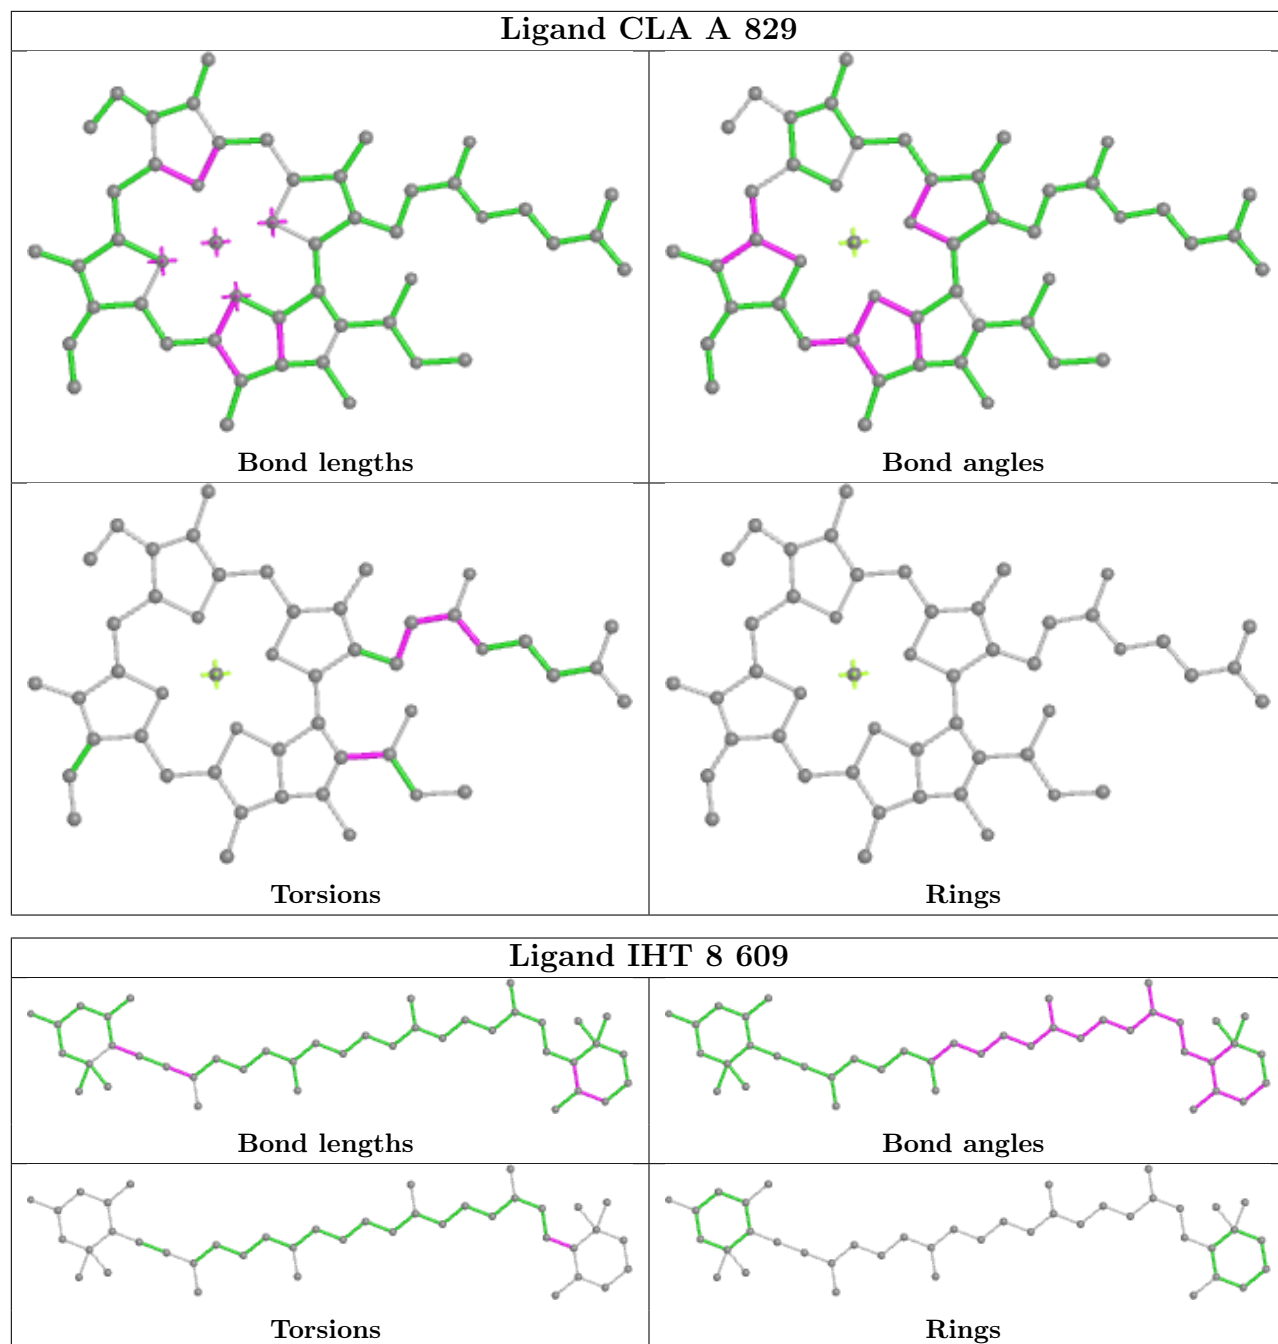 Ligand CLA A 829
Bond lengths
Bond angles
Torsions
Rings
Ligand IHT 8 609
Bond lengths
Bond angles
Torsions
Rings